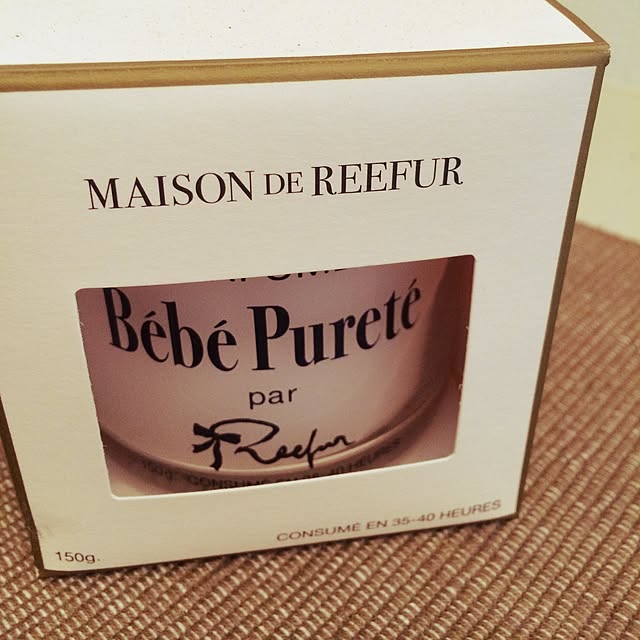 MAISON DE REEFUR
Bébé Pureté
par
Reefur
CONSUMÉ EN 35-40 HEURES
150g.